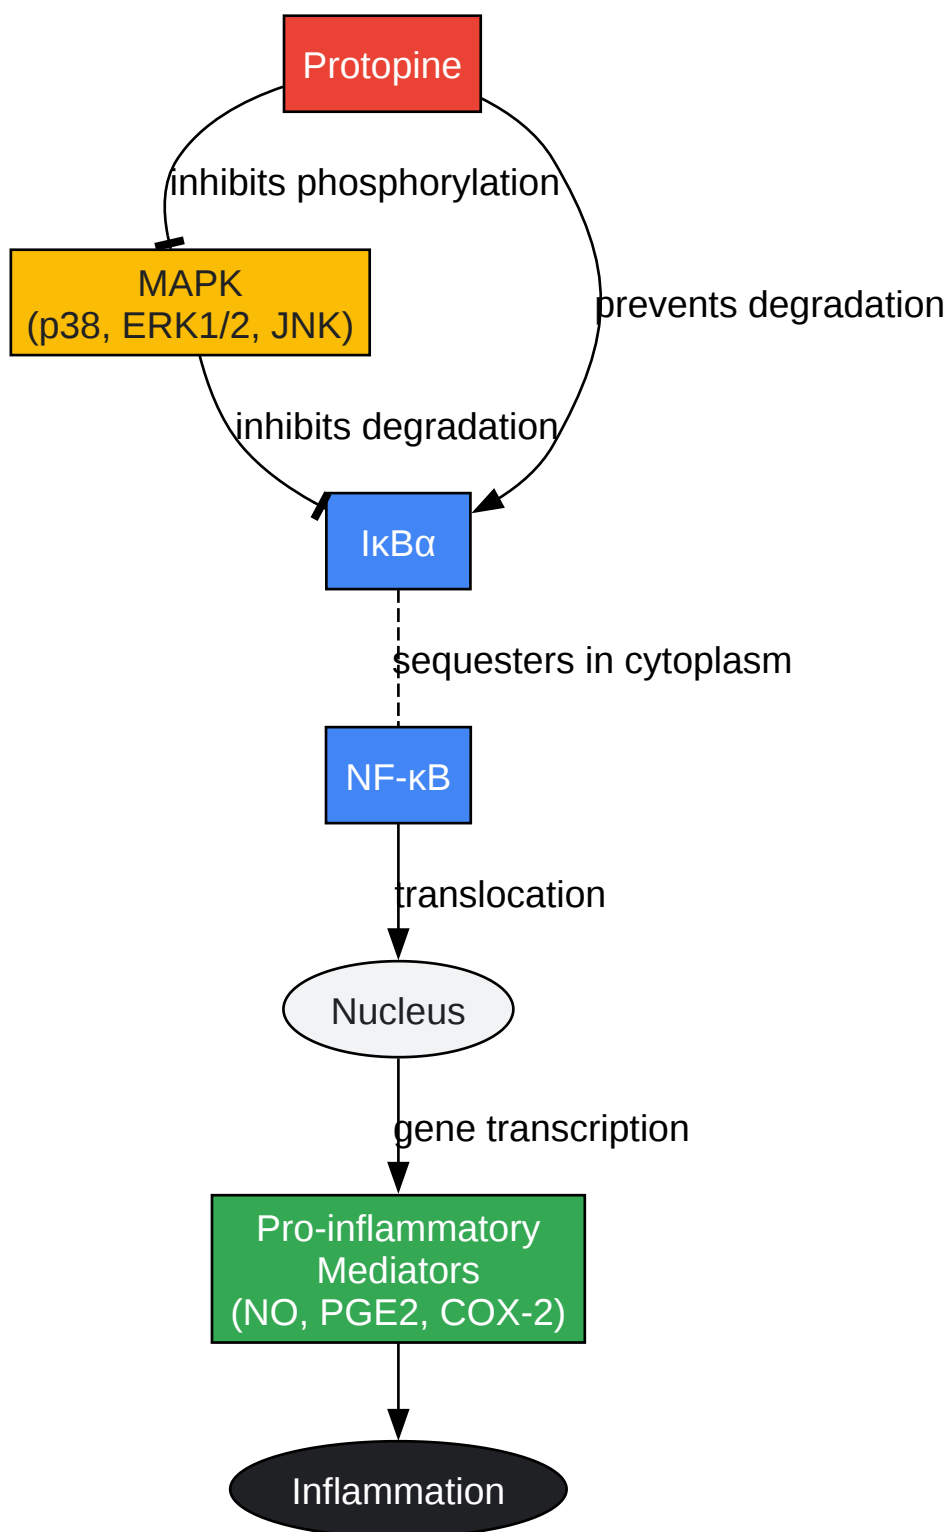 Protopine
inhibits phosphorylation
MAPK
(p38, ERK1/2, JNK)
prevents degradation
inhibits degradation
IκBα
sequesters in cytoplasm
NF-κB
translocation
Nucleus
gene transcription
Pro-inflammatory
Mediators
(NO, PGE2, COX-2)
Inflammation